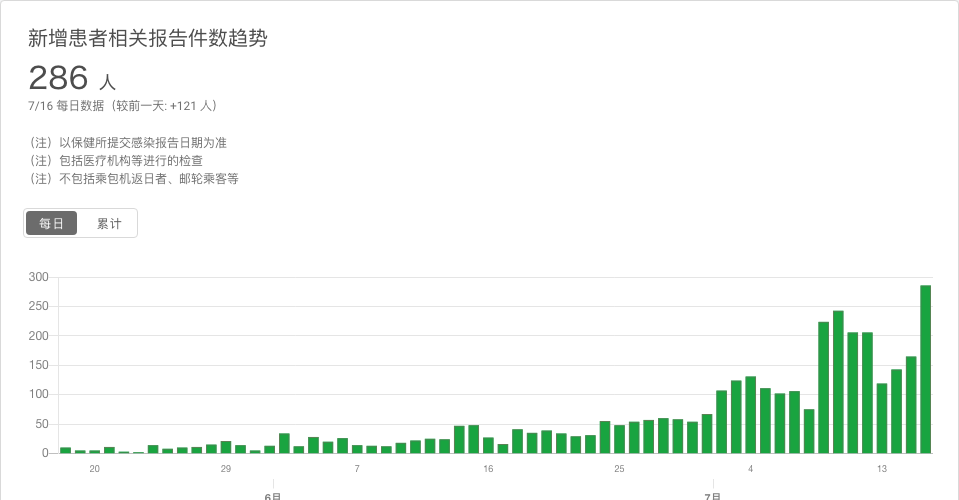 新增患者相关报告件数趋势
286 人
7/16 每日数据（较前一天: +121 人）
（注）以保健所提交感染报告日期为准
（注）包括医疗机构等进行的检查
（注）不包括乘包机返日者、邮轮乘客等
每日 累计
300
250
200
150
100
50
0
20 29 7 16 25 4 13
6月 7月